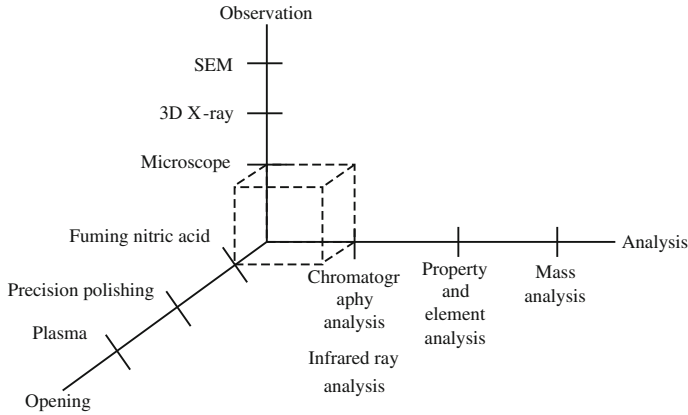 Observation
SEM
3D X-ray
Microscope
Fuming nitric acid
Precision polishing
Plasma
Opening
Analysis
Chromatogr
aphy
analysis
Infrared ray
analysis
Property
and
element
analysis
Mass
analysis